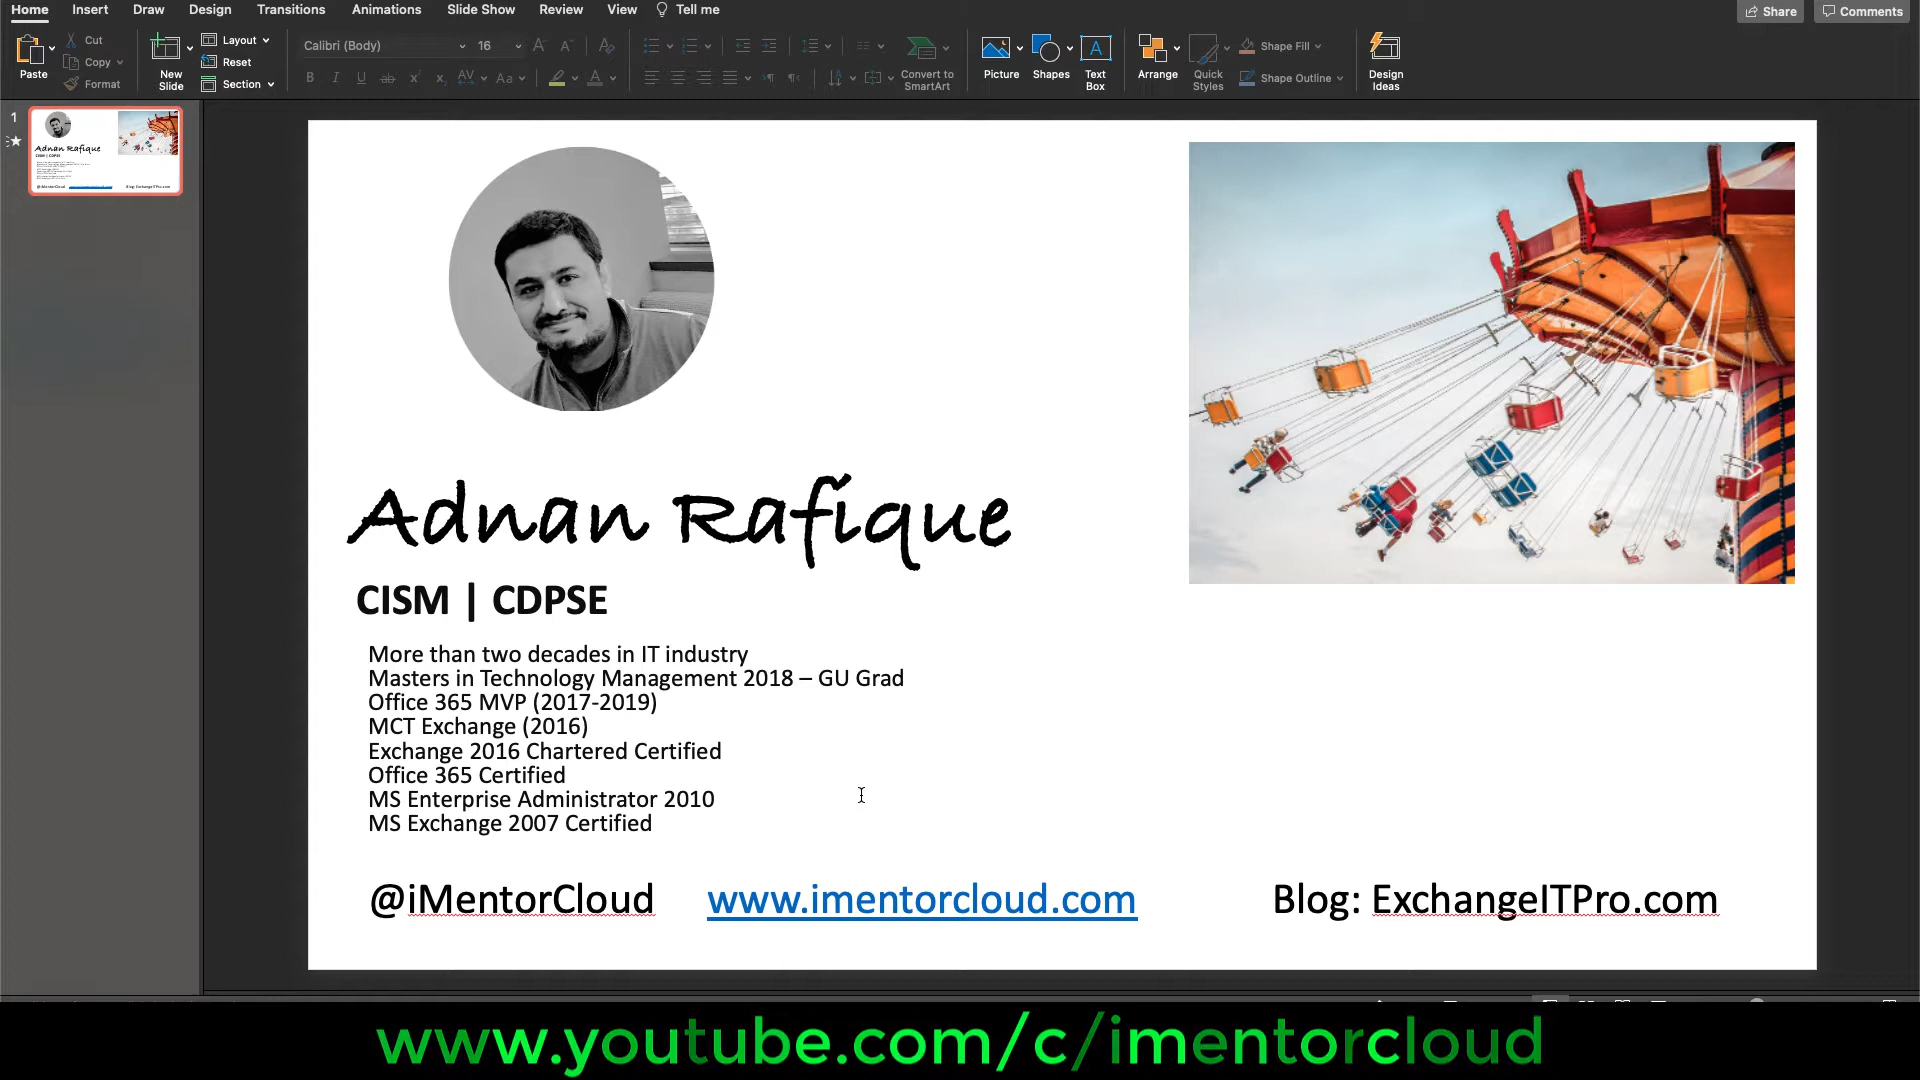 Home Insert Draw Design Transitions Animations Slide Show Review View Tell me
Share Comments
Paste
Cut
Copy
Format
New Slide
Layout
Reset
Section
Calibri (Body) 16
Convert to SmartArt
Picture
Shapes
Text Box
Arrange
Quick Styles
Shape Fill
Shape Outline
Design Ideas
1
Adnan Rafique
CISM | CDPSE
More than two decades in IT industry
Masters in Technology Management 2018 – GU Grad
Office 365 MVP (2017-2019)
MCT Exchange (2016)
Exchange 2016 Chartered Certified
Office 365 Certified
MS Enterprise Administrator 2010
MS Exchange 2007 Certified
@iMentorCloud www.imentorcloud.com Blog: ExchangeITPro.com
www.youtube.com/c/imentorcloud